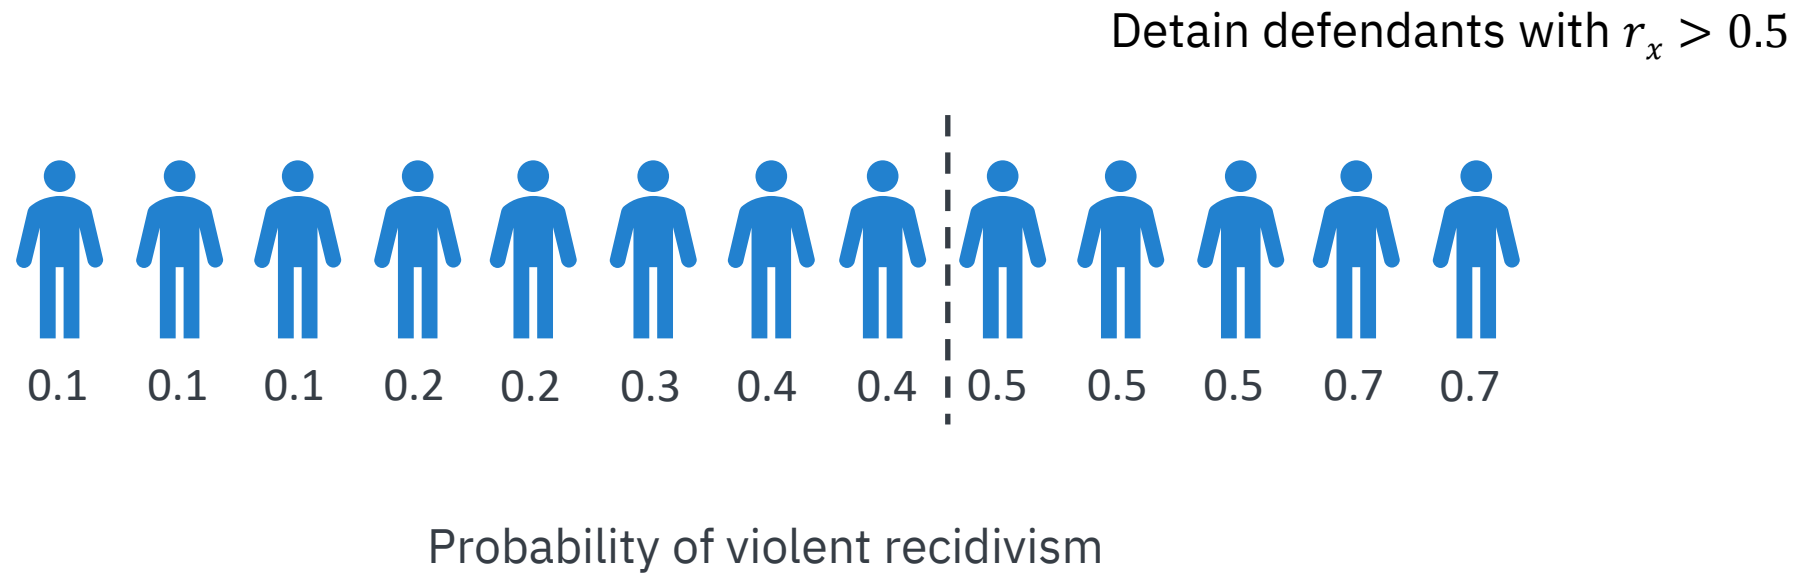 Detain defendants with rₓ > 0.5
0.1 0.1 0.1 0.2 0.2 0.3 0.4 0.4 0.5 0.5 0.5 0.7 0.7
Probability of violent recidivism